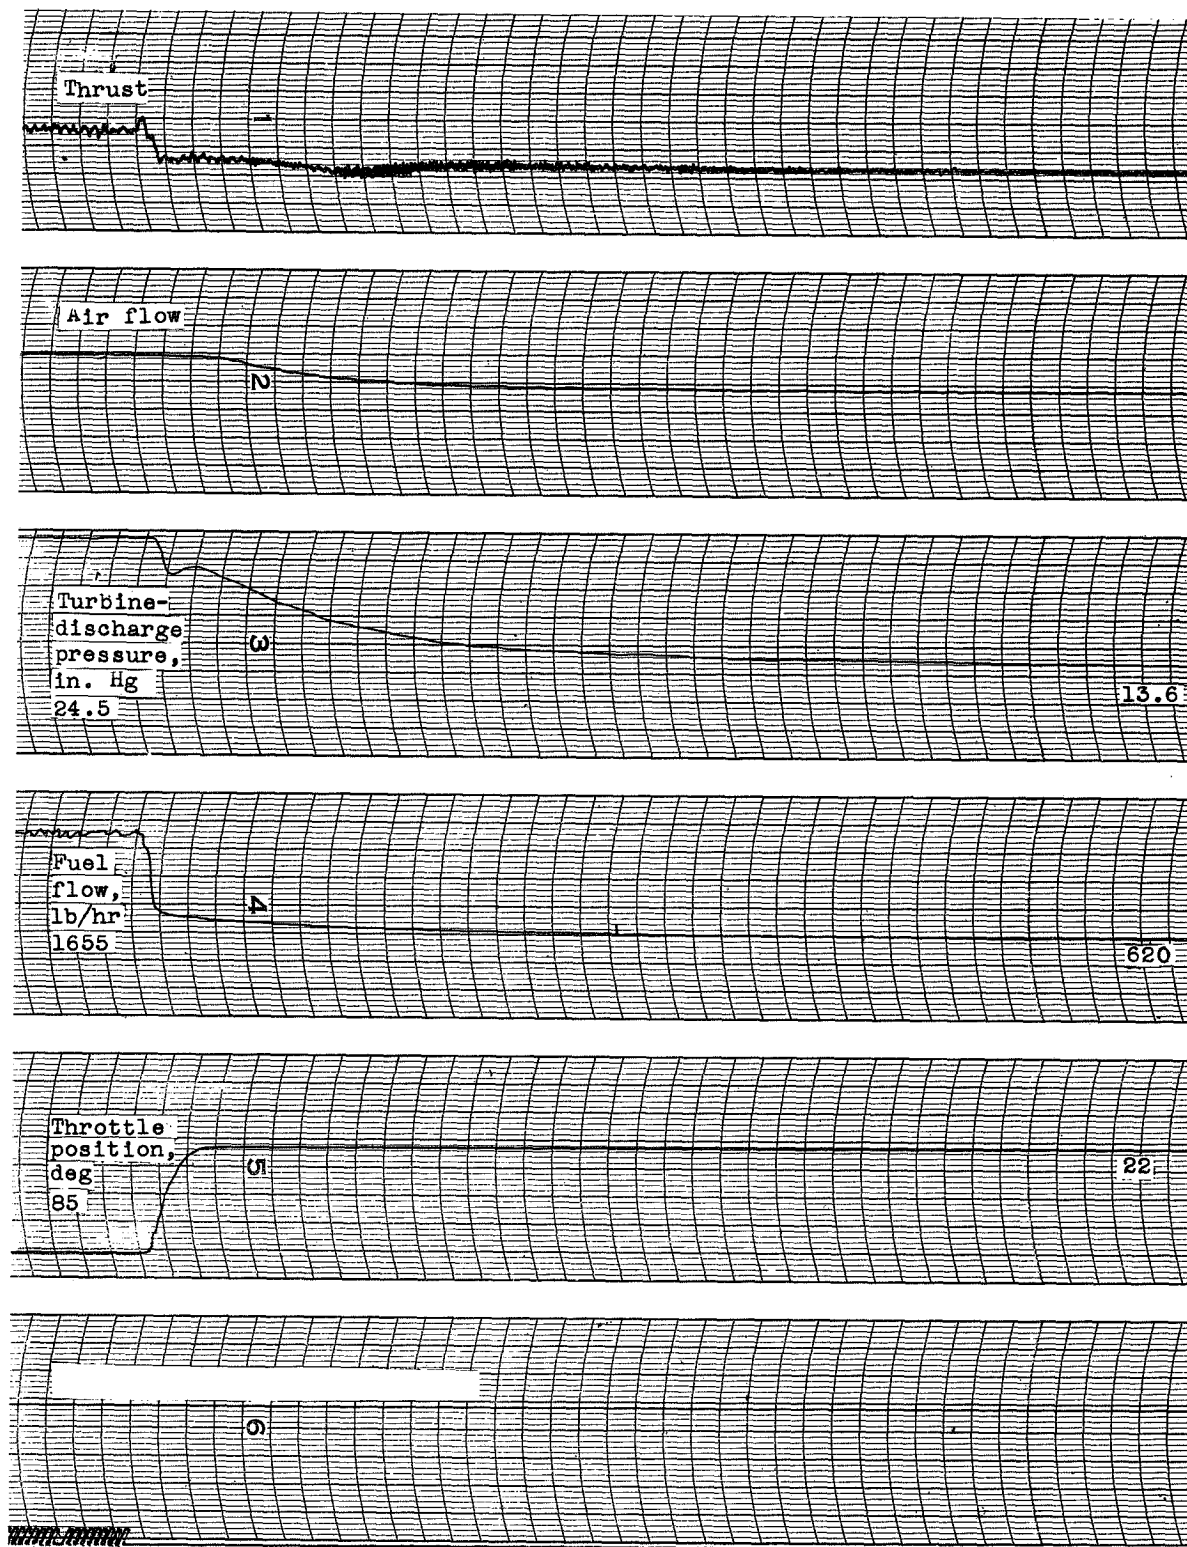 Thrust
1
Air flow
2
Turbine-
discharge
pressure,
in. Hg
24.5
3
13.6
Fuel
flow,
lb/hr
1655
4
620
Throttle
position,
deg
85
5
22
6